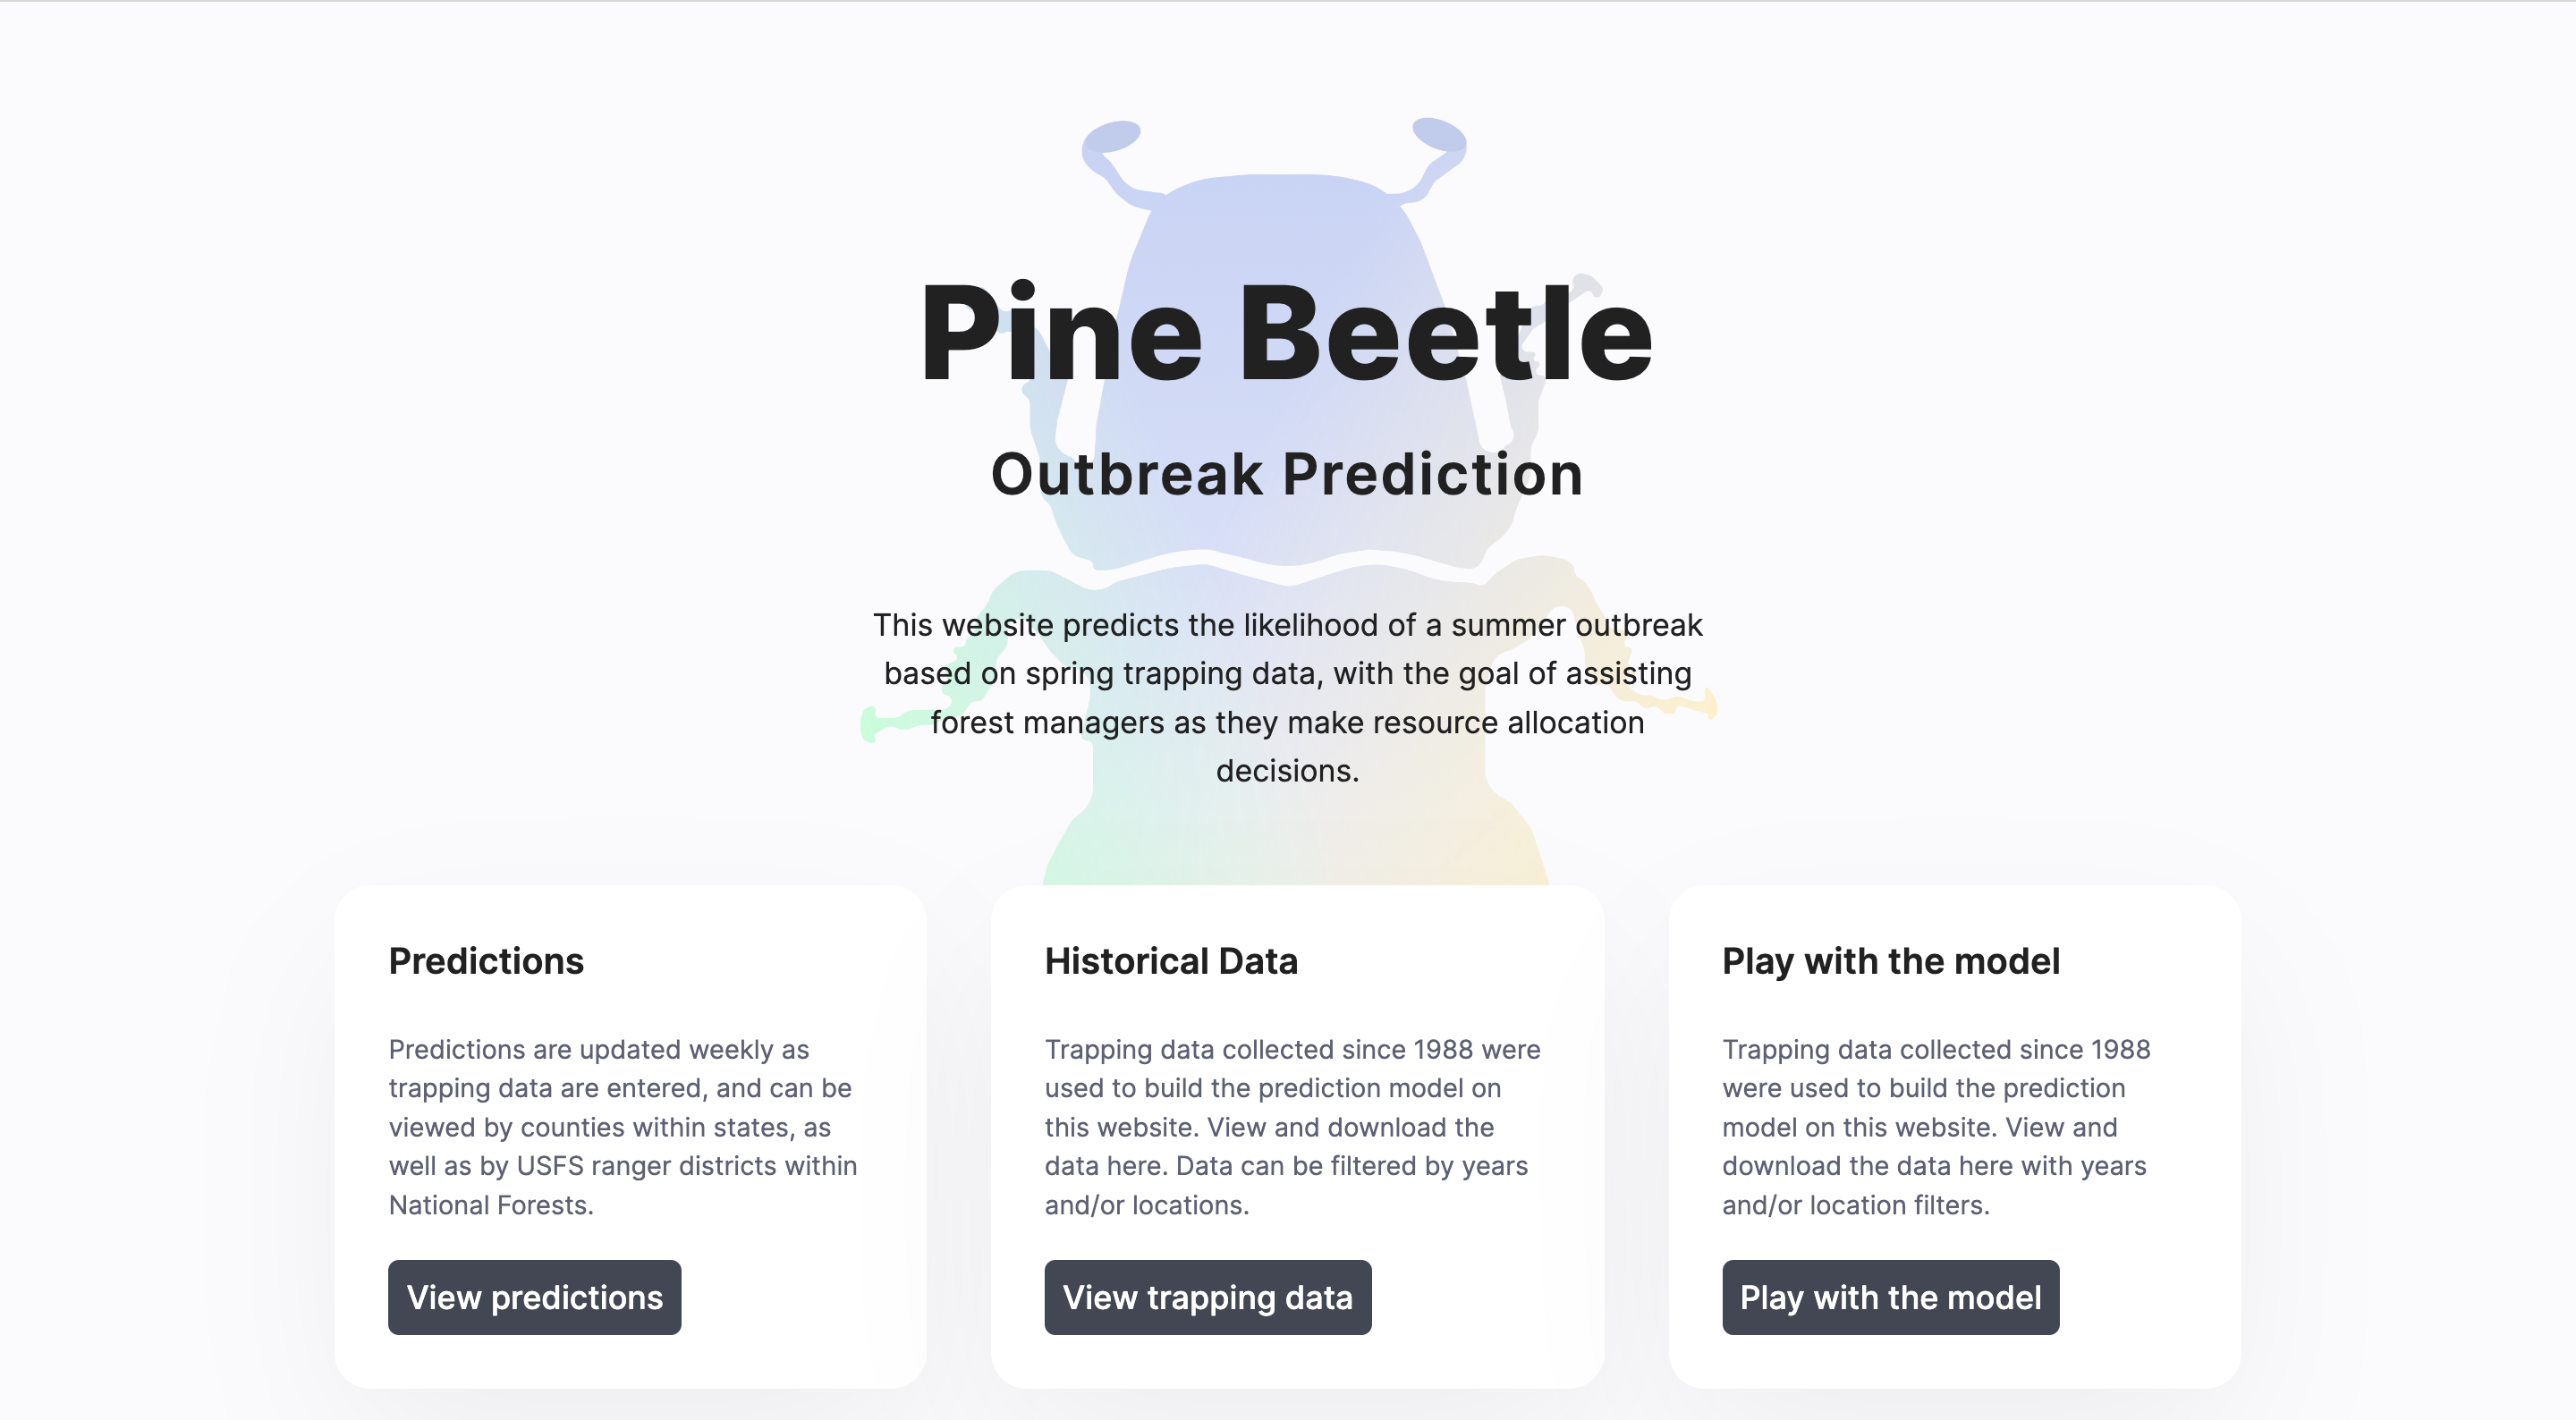 Pine Beetle
Outbreak Prediction
This website predicts the likelihood of a summer outbreak
based on spring trapping data, with the goal of assisting
forest managers as they make resource allocation
decisions.
Predictions
Predictions are updated weekly as
trapping data are entered, and can be
viewed by counties within states, as
well as by USFS ranger districts within
National Forests.
View predictions
Historical Data
Trapping data collected since 1988 were
used to build the prediction model on
this website. View and download the
data here. Data can be filtered by years
and/or locations.
View trapping data
Play with the model
Trapping data collected since 1988
were used to build the prediction
model on this website. View and
download the data here with years
and/or location filters.
Play with the model